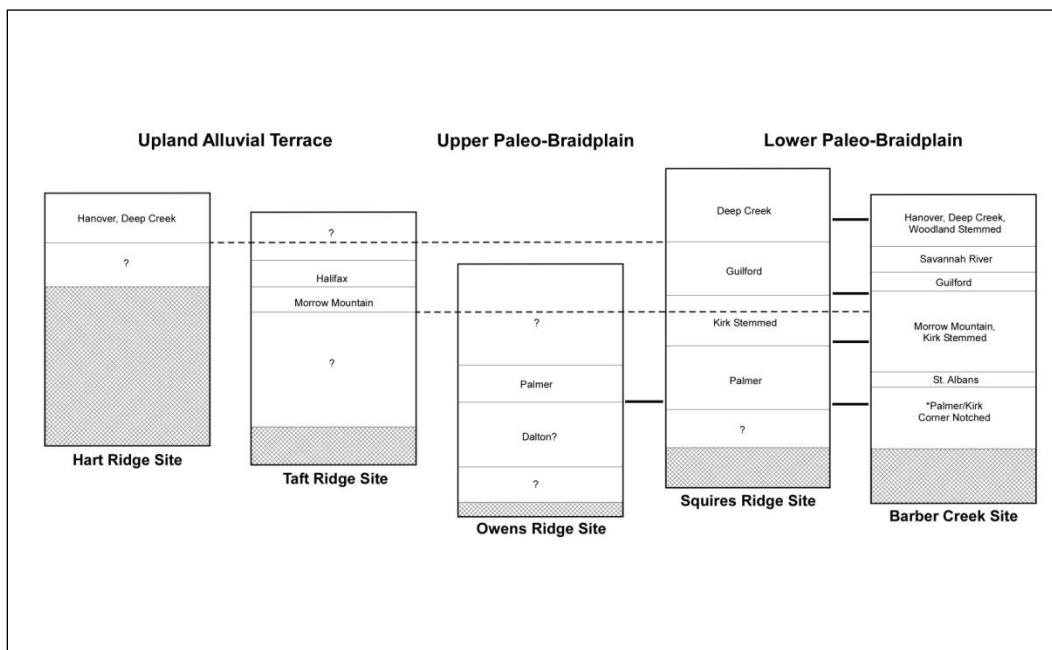 Upland Alluvial Terrace
Upper Paleo-Braidplain
Lower Paleo-Braidplain
Hanover, Deep Creek
?
Hart Ridge Site
?
Halifax
Morrow Mountain
?
Taft Ridge Site
?
Palmer
Dalton?
?
Owens Ridge Site
Deep Creek
Guilford
Kirk Stemmed
Palmer
?
Squires Ridge Site
Hanover, Deep Creek,
Woodland Stemmed
Savannah River
Guilford
Morrow Mountain,
Kirk Stemmed
St. Albans
*Palmer/Kirk
Corner Notched
Barber Creek Site